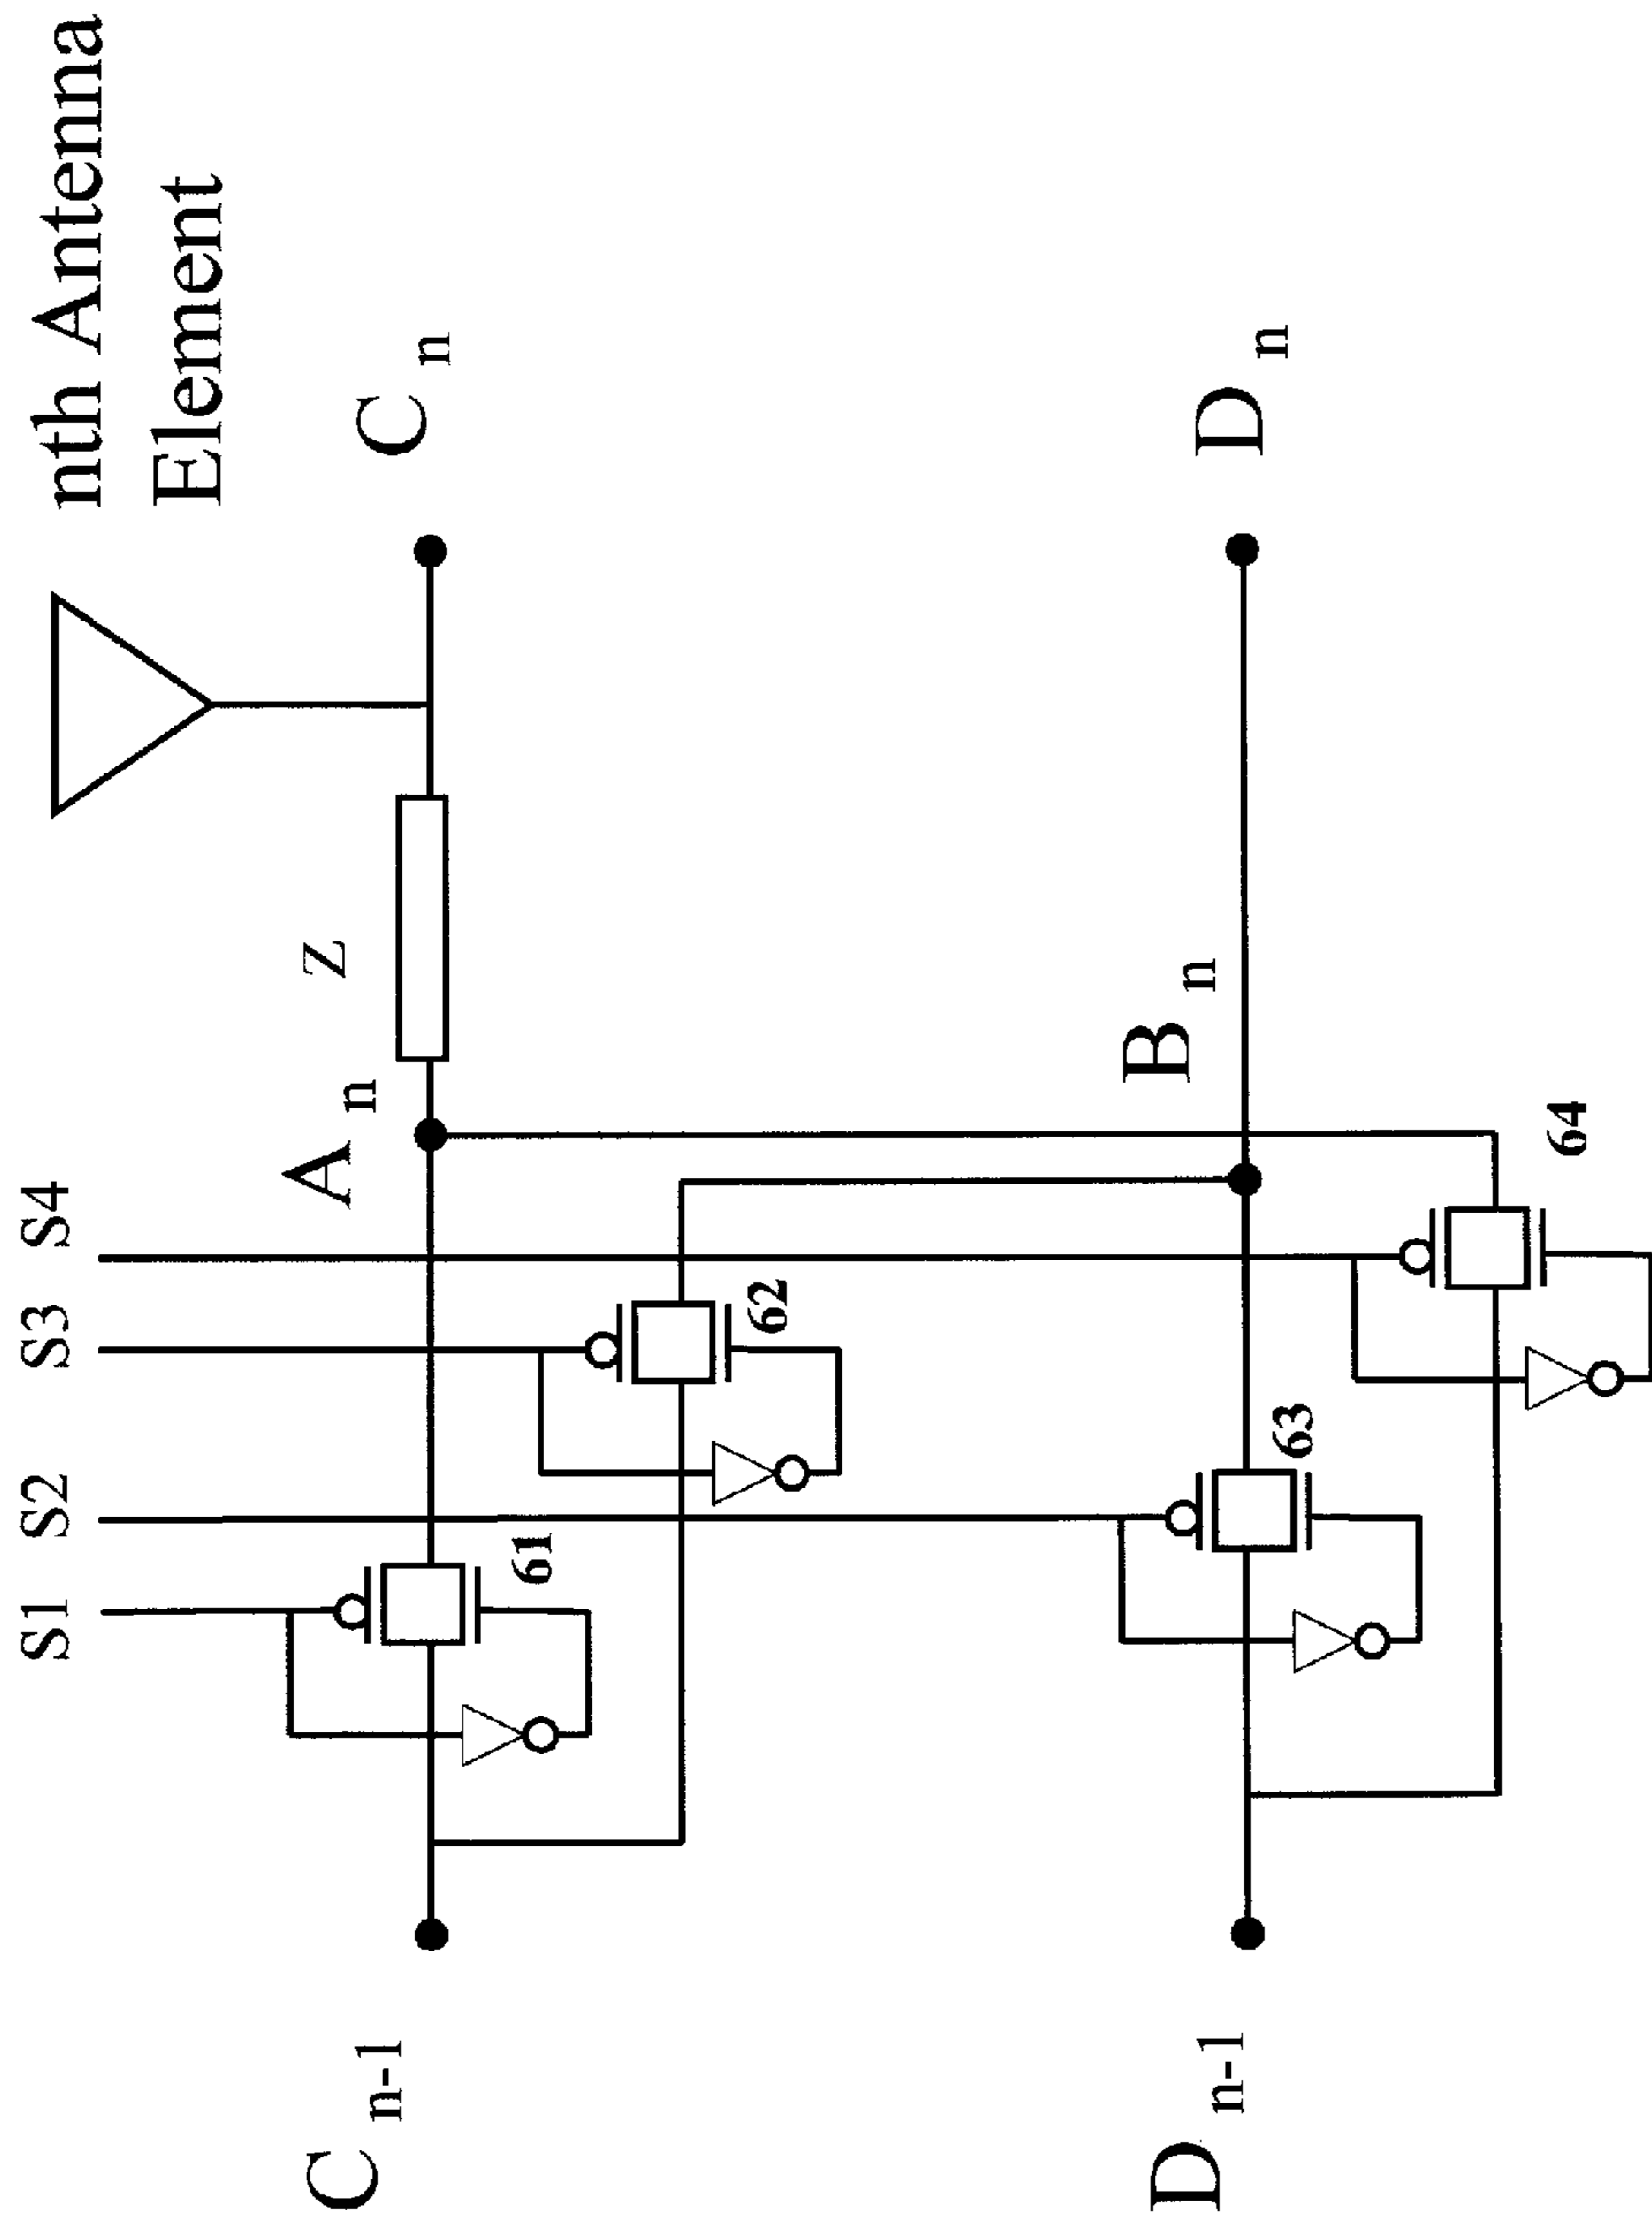 nth Antenna
Element
S1 S2 S3 S4
A n
z
C n-1
C n
61
62
B n
63
D n-1
D n
64